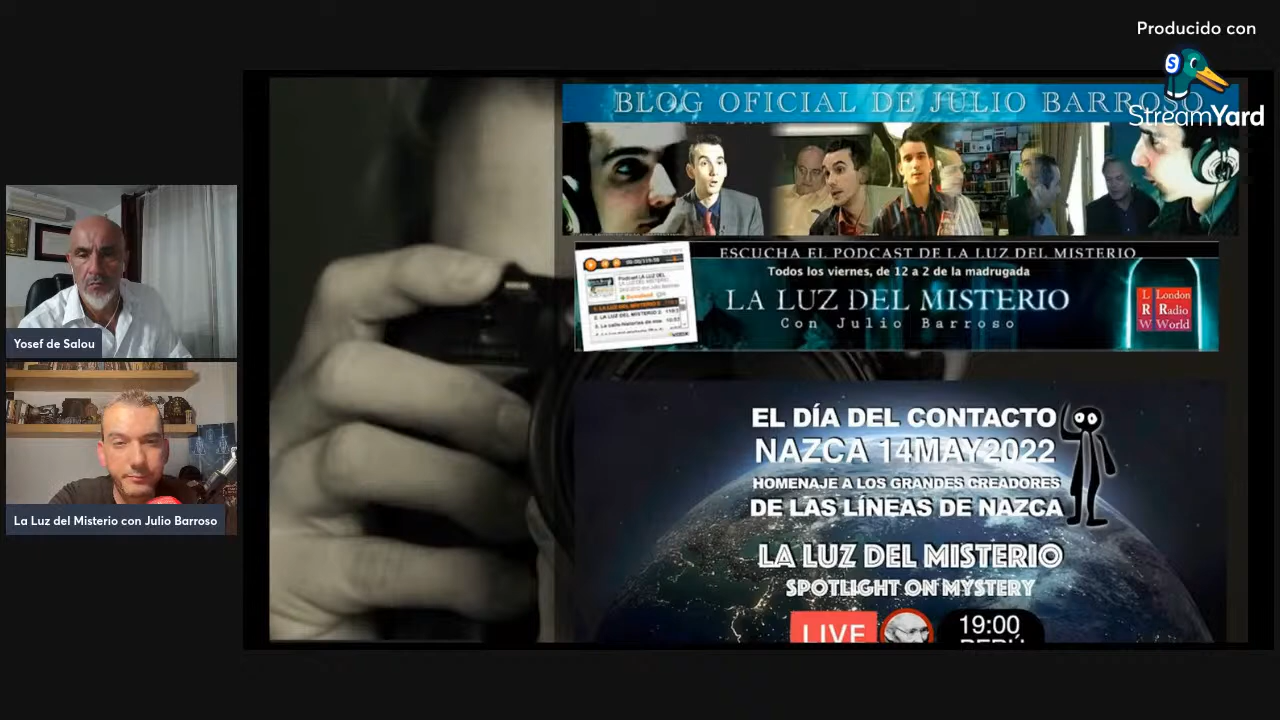 Producido con
StreamYard
BLOG OFICIAL DE JULIO BARROSO
ESCUCHA EL PODCAST DE LA LUZ DEL MISTERIO
Todos los viernes, de 12 a 2 de la madrugada
LA LUZ DEL MISTERIO
Con Julio Barroso
L London
R Radio
W World
Yosef de Salou
La Luz del Misterio con Julio Barroso
EL DÍA DEL CONTACTO
NAZCA 14MAY2022
HOMENAJE A LOS GRANDES CREADORES
DE LAS LÍNEAS DE NAZCA
LA LUZ DEL MISTERIO
SPOTLIGHT ON MYSTERY
LIVE
19:00
PERÚ